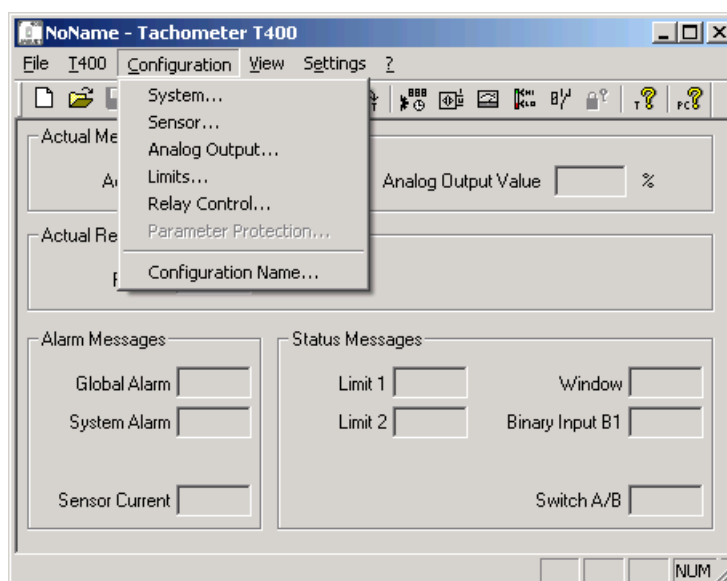 NoName - Tachometer T400
File T400 Configuration View Settings ?
System...
Sensor...
Analog Output...
Limits...
Relay Control...
Parameter Protection...
Configuration Name...
Actual Me
A
Analog Output Value %
Actual Re
Alarm Messages
Global Alarm
System Alarm
Sensor Current
Status Messages
Limit 1
Limit 2
Window
Binary Input B1
Switch A/B
NUM